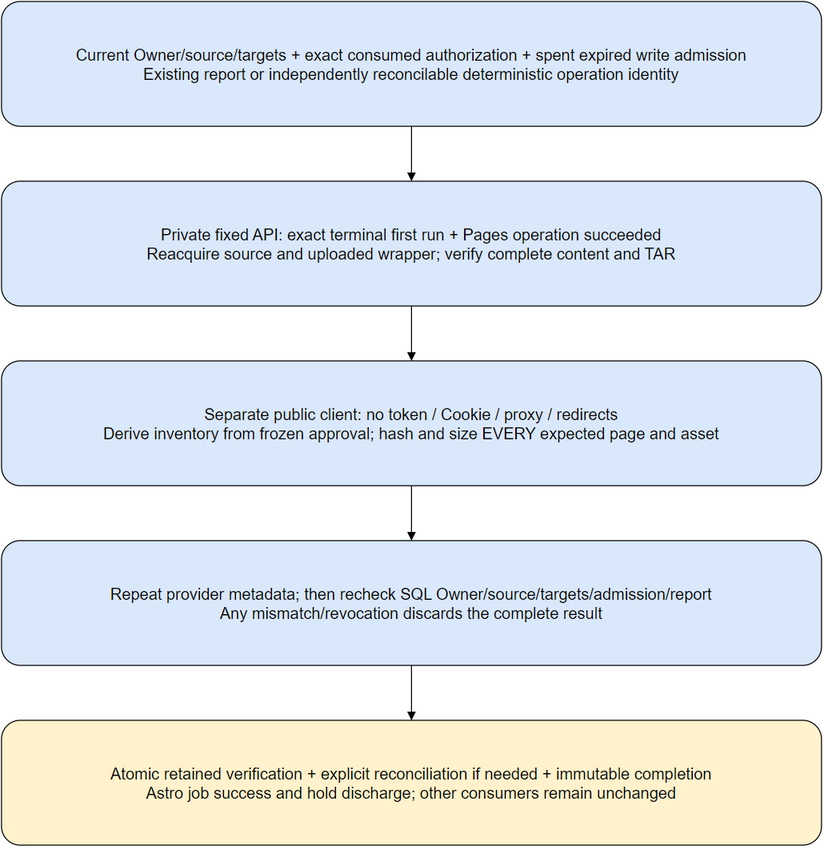 Current Owner/source/targets + exact consumed authorization + spent expired write admission
Existing report or independently reconcilable deterministic operation identity
Private fixed API: exact terminal first run + Pages operation succeeded
Reacquire source and uploaded wrapper; verify complete content and TAR
Separate public client: no token / Cookie / proxy / redirects
Derive inventory from frozen approval; hash and size EVERY expected page and asset
Repeat provider metadata; then recheck SQL Owner/source/targets/admission/report
Any mismatch/revocation discards the complete result
Atomic retained verification + explicit reconciliation if needed + immutable completion
Astro job success and hold discharge; other consumers remain unchanged